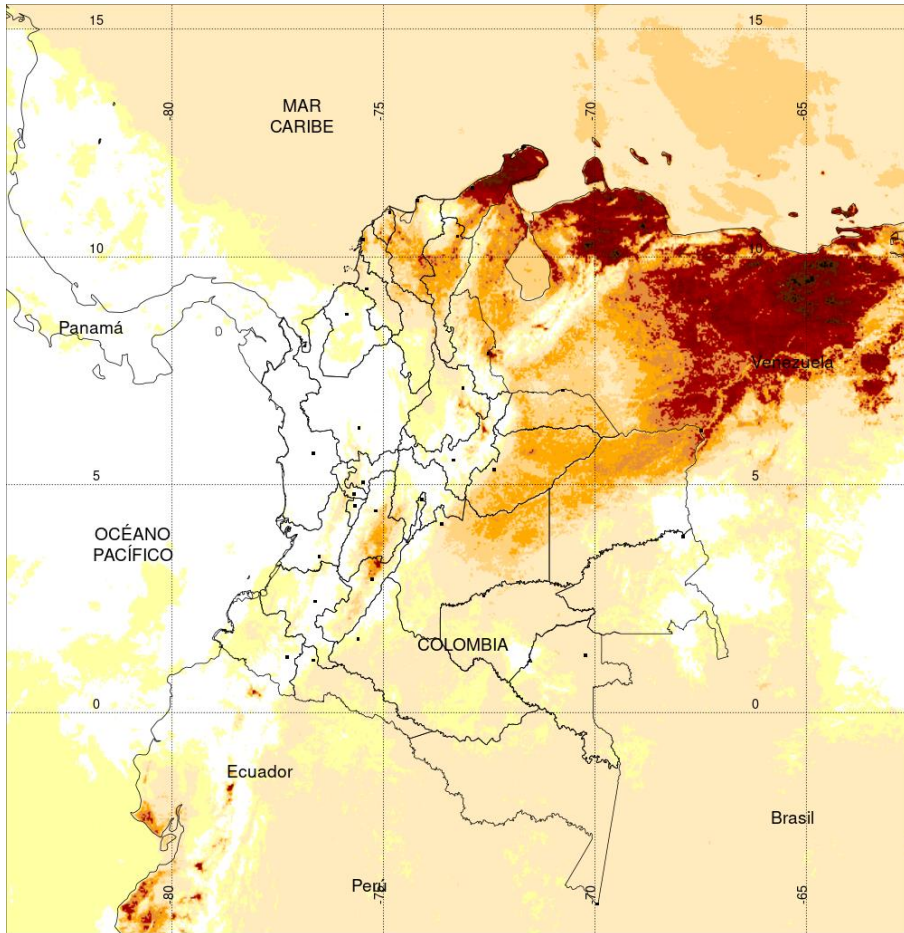 15
15
-80
-75
-70
-65
MAR
CARIBE
10
10
Panamá
Venezuela
5
5
OCÉANO
PACÍFICO
COLOMBIA
0
0
Ecuador
Brasil
Perú
-80
-75
-70
-65